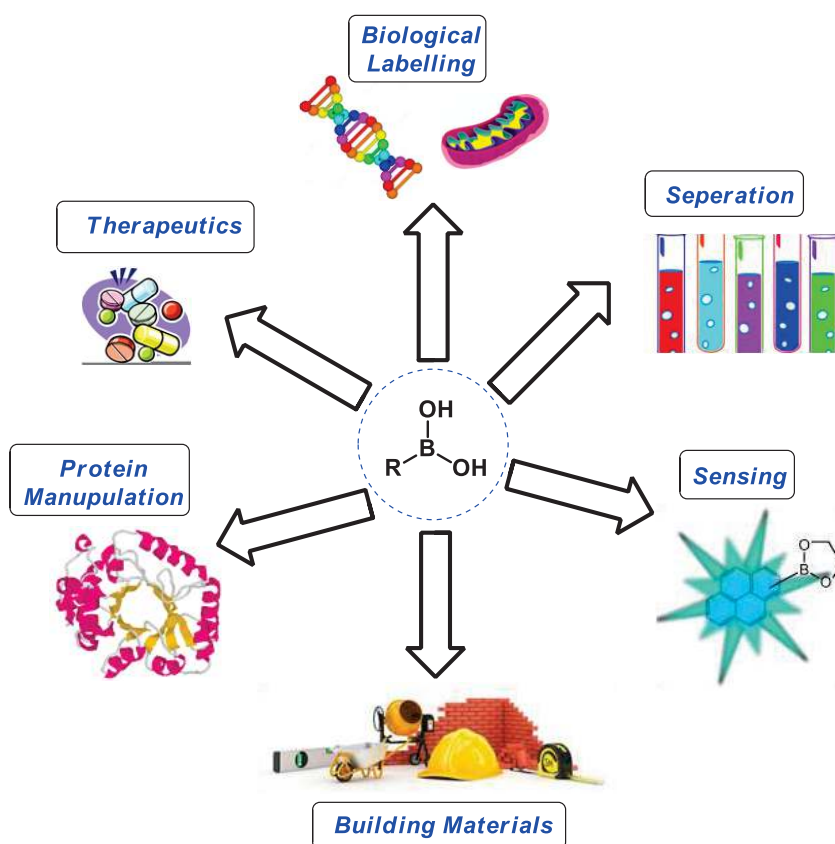 Biological
Labelling
Seperation
Therapeutics
OH
B
R
OH
Protein
Manupulation
Sensing
O
B
O
Building Materials